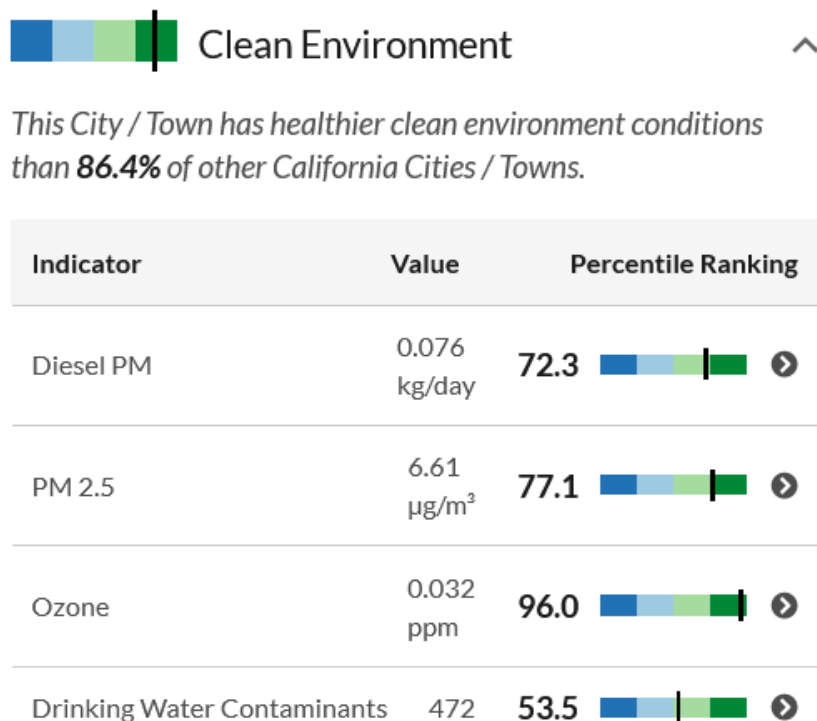 Clean Environment
This City / Town has healthier clean environment conditions
than 86.4% of other California Cities / Towns.
Indicator Value Percentile Ranking
Diesel PM 0.076 kg/day 72.3
PM 2.5 6.61 µg/m³ 77.1
Ozone 0.032 ppm 96.0
Drinking Water Contaminants 472 53.5